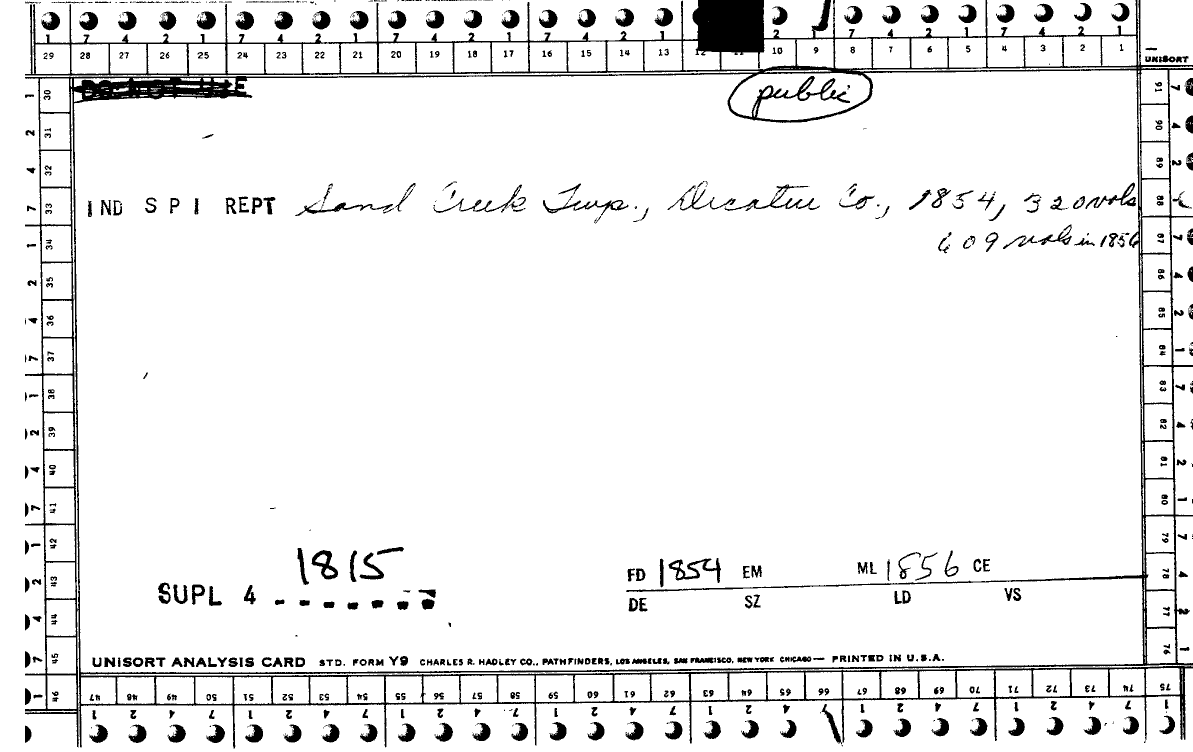 1 7 4 2 1 7 4 2 1 7 4 2 1 7 4 2 1 7 4 2 1 7 4 2 1
29 28 27 26 25 24 23 22 21 20 19 18 17 16 15 14 13 12 10 9 8 7 6 5 4 3 2 1
UNISORT
DO NOT USE
public
IND S P I REPT Sand Creek Twp., Decatur Co., 1854, 320 vols
609 vols in 1856
1815
SUPL 4
FD 1854 EM ML 1856 CE
DE SZ LD VS
UNISORT ANALYSIS CARD STD. FORM Y9 CHARLES R. HADLEY CO., PATHFINDERS, LOS ANGELES, SAN FRANCISCO, NEW YORK CHICAGO — PRINTED IN U.S.A.
30 31 32 33 34 35 36 37 38 39 40 41 42 43 44 45 46
91 90 89 88 87 86 85 84 83 82 81 80 79 78 77 76
47 48 49 50 51 52 53 54 55 56 57 58 59 60 61 62 63 64 65 66 67 68 69 70 71 72 73 74 75